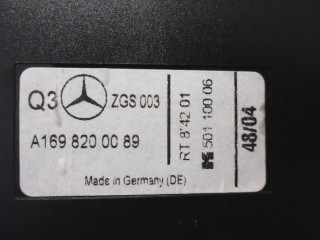 Q3 ZGS 003
A169 820 00 89
Made in Germany (DE)
RT 8'42 01
501 100 06
48/04